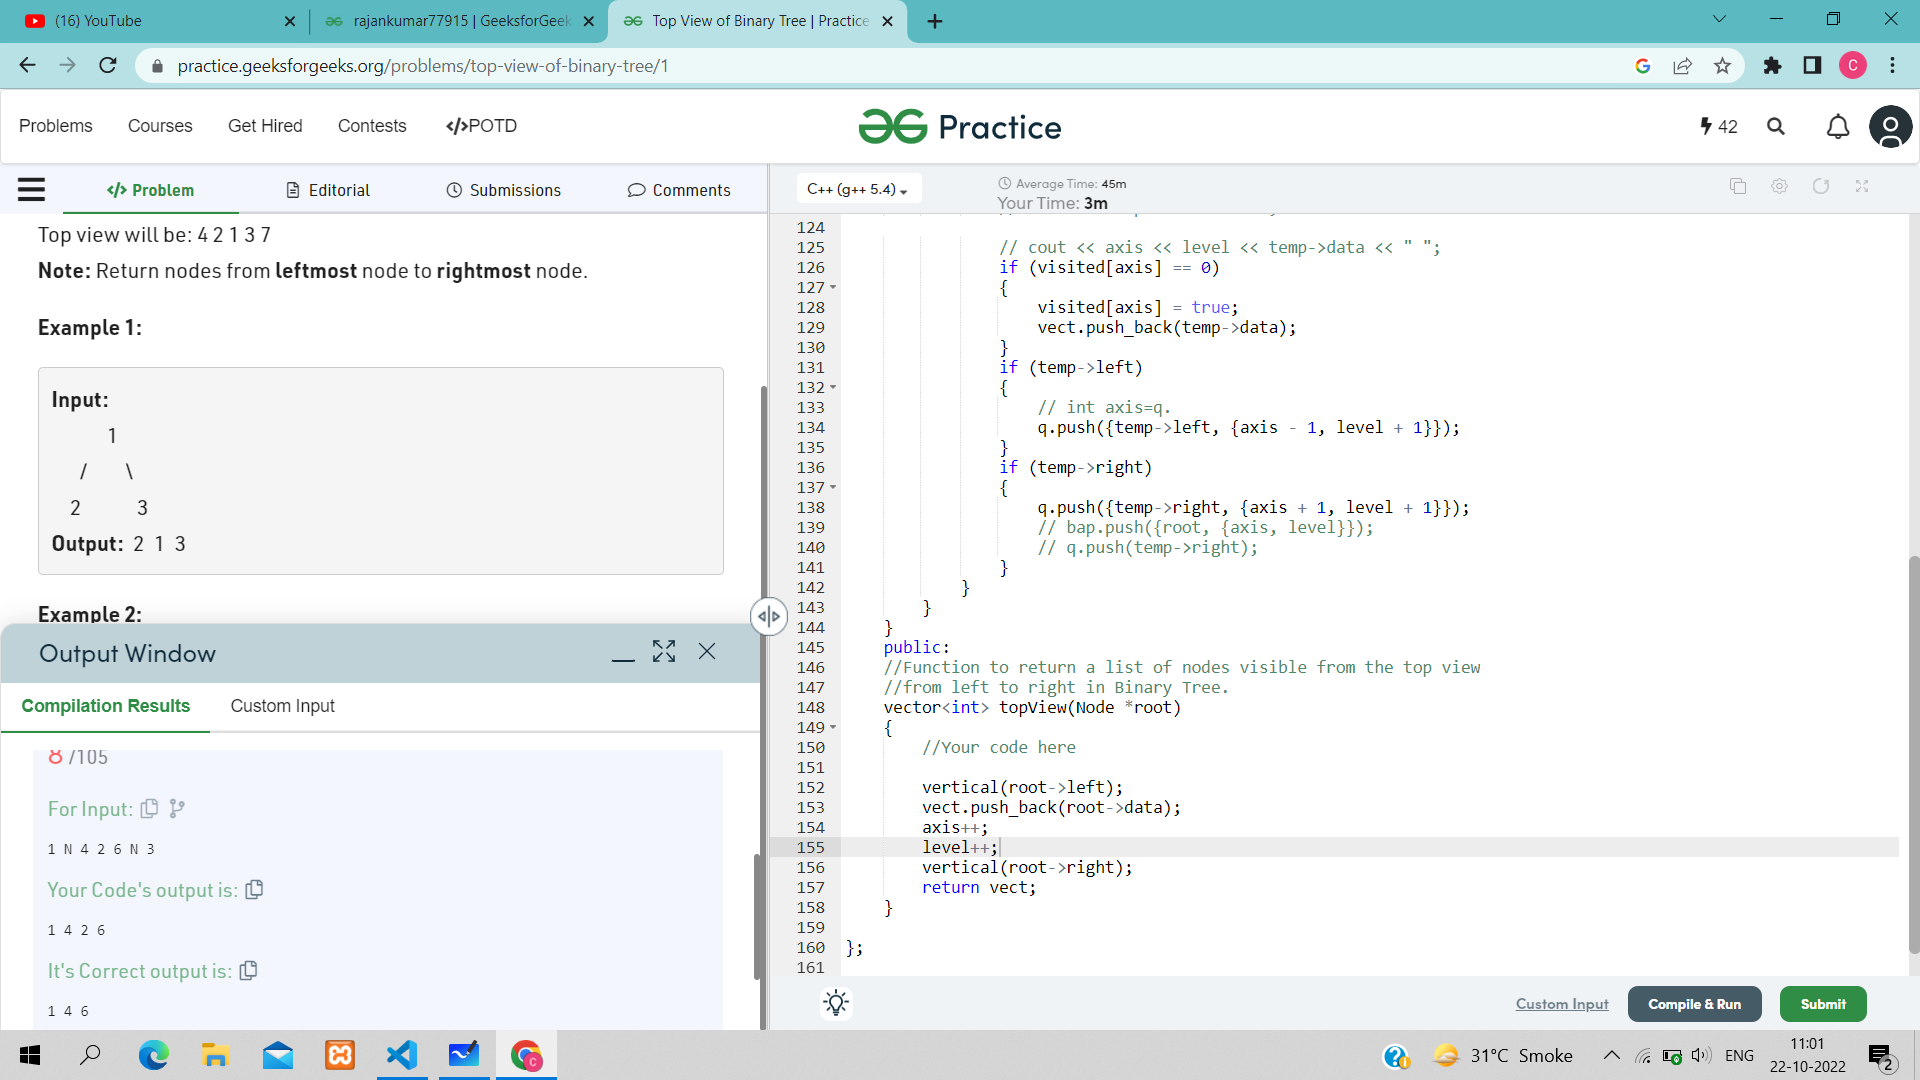 (16) YouTube
rajankumar77915 | GeeksforGeek
Top View of Binary Tree | Practice
practice.geeksforgeeks.org/problems/top-view-of-binary-tree/1
G
C
Problems
Courses
Get Hired
Contests
</>POTD
Practice
42
</> Problem
Editorial
Submissions
Comments
C++ (g++ 5.4)
Average Time: 45m
Your Time: 3m
Top view will be: 4 2 1 3 7
Note: Return nodes from leftmost node to rightmost node.
Example 1:
Input:
1
/ \
2 3
Output: 2 1 3
Example 2:
Output Window
Compilation Results
Custom Input
8 /105
For Input:
1 N 4 2 6 N 3
Your Code's output is:
1 4 2 6
It's Correct output is:
1 4 6
124
125 // cout << axis << level << temp->data << " ";
126 if (visited[axis] == 0)
127 {
128 visited[axis] = true;
129 vect.push_back(temp->data);
130 }
131 if (temp->left)
132 {
133 // int axis=q.
134 q.push({temp->left, {axis - 1, level + 1}});
135 }
136 if (temp->right)
137 {
138 q.push({temp->right, {axis + 1, level + 1}});
139 // bap.push({root, {axis, level}});
140 // q.push(temp->right);
141 }
142 }
143 }
144 }
145 public:
146 //Function to return a list of nodes visible from the top view
147 //from left to right in Binary Tree.
148 vector<int> topView(Node *root)
149 {
150 //Your code here
151
152 vertical(root->left);
153 vect.push_back(root->data);
154 axis++;
155 level++;
156 vertical(root->right);
157 return vect;
158 }
159
160 };
161
Custom Input
Compile & Run
Submit
31°C Smoke
ENG
11:01
22-10-2022
2